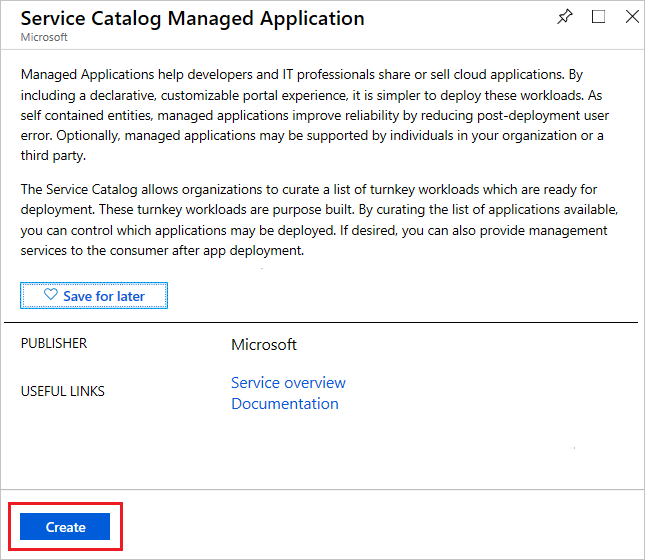 Service Catalog Managed Application
Microsoft
Managed Applications help developers and IT professionals share or sell cloud applications. By
including a declarative, customizable portal experience, it is simpler to deploy these workloads. As
self contained entities, managed applications improve reliability by reducing post-deployment user
error. Optionally, managed applications may be supported by individuals in your organization or a
third party.
The Service Catalog allows organizations to curate a list of turnkey workloads which are ready for
deployment. These turnkey workloads are purpose built. By curating the list of applications available,
you can control which applications may be deployed. If desired, you can also provide management
services to the consumer after app deployment.
Save for later
PUBLISHER Microsoft
USEFUL LINKS Service overview
Documentation
Create